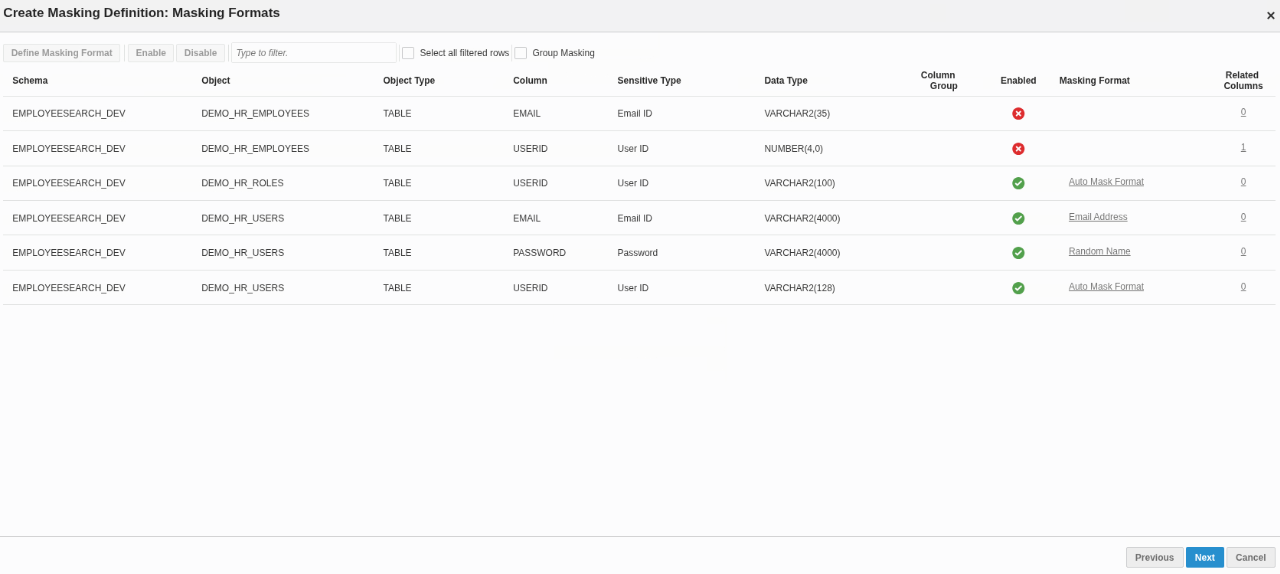 Create Masking Definition: Masking Formats
Define Masking Format Enable Disable Type to filter. Select all filtered rows Group Masking
Schema Object Object Type Column Sensitive Type Data Type Column Group Enabled Masking Format Related Columns
EMPLOYEESEARCH_DEV DEMO_HR_EMPLOYEES TABLE EMAIL Email ID VARCHAR2(35) 0
EMPLOYEESEARCH_DEV DEMO_HR_EMPLOYEES TABLE USERID User ID NUMBER(4,0) 1
EMPLOYEESEARCH_DEV DEMO_HR_ROLES TABLE USERID User ID VARCHAR2(100) Auto Mask Format 0
EMPLOYEESEARCH_DEV DEMO_HR_USERS TABLE EMAIL Email ID VARCHAR2(4000) Email Address 0
EMPLOYEESEARCH_DEV DEMO_HR_USERS TABLE PASSWORD Password VARCHAR2(4000) Random Name 0
EMPLOYEESEARCH_DEV DEMO_HR_USERS TABLE USERID User ID VARCHAR2(128) Auto Mask Format 0
Previous Next Cancel